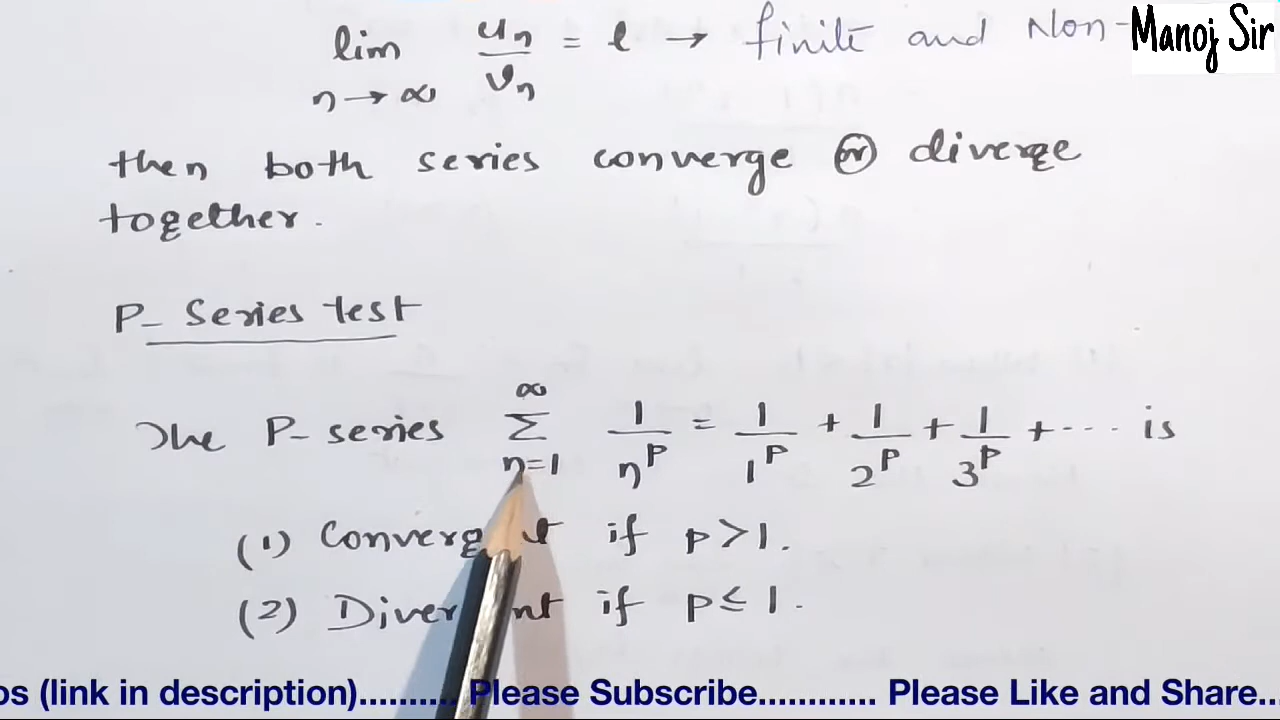 Manoj Sir
lim n→∞ un/vn = l → finite and Non-
then both series converge or diverge
together.
P- Series test
The P-series ∞ Σ n=1 1/n^p = 1/1^p + 1/2^p + 1/3^p + .... is
(1) Convergent if p>1.
(2) Divergent if p≤1.
os (link in description).......... Please Subscribe............ Please Like and Share..